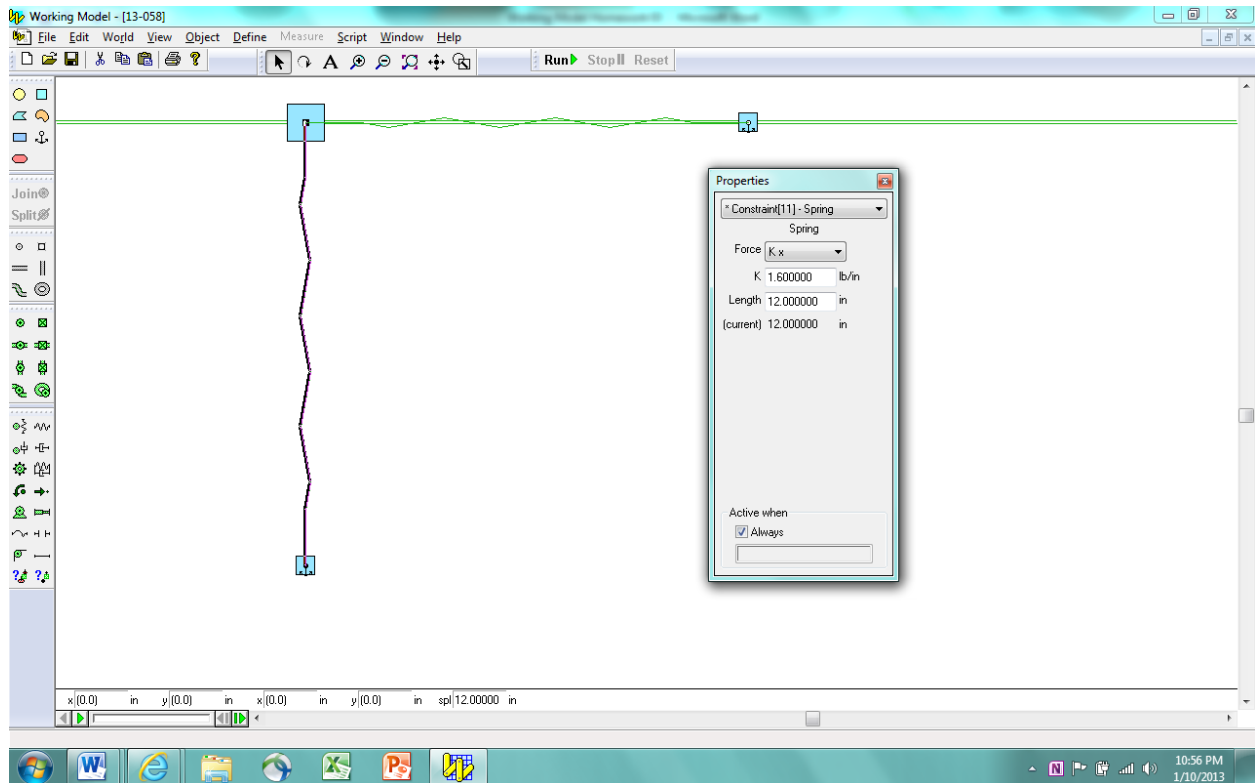 Working Model - [13-058]
File Edit World View Object Define Measure Script Window Help
A Run Stop Reset
Join
Split
Properties
* Constraint[11] - Spring
Spring
Force K x
K 1.600000 lb/in
Length 12.000000 in
(current) 12.000000 in
Active when
Always
x (0.0) in y (0.0) in x (0.0) in y (0.0) in spl 12.00000 in
10:56 PM
1/10/2013